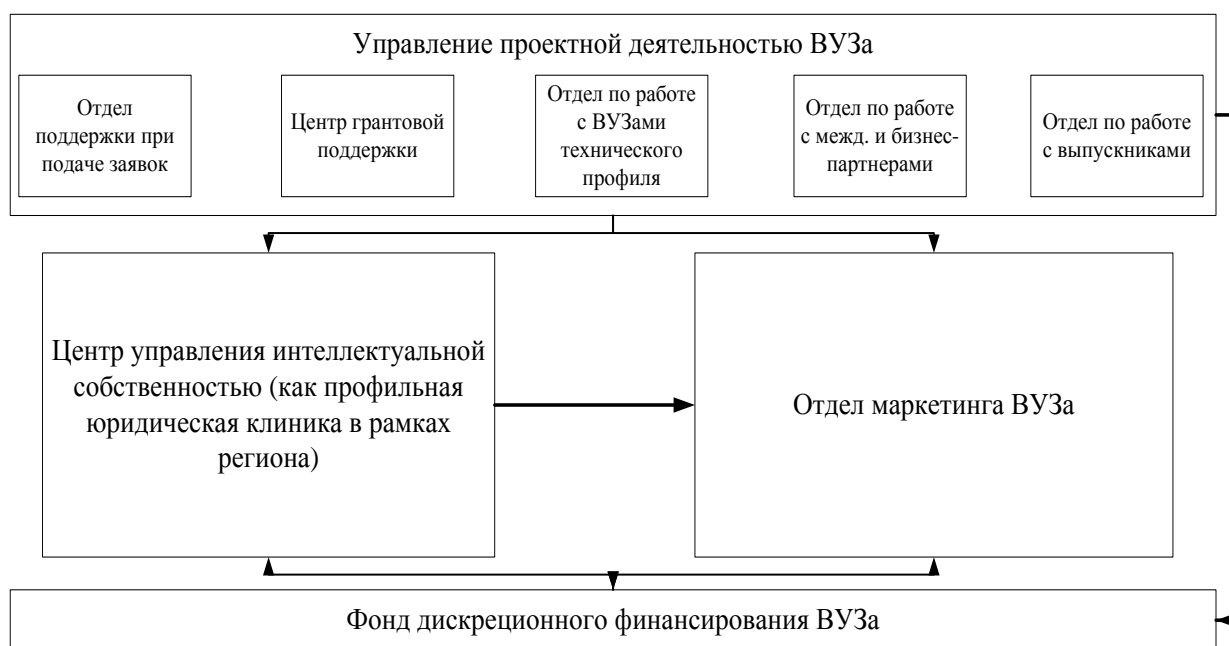 Управление проектной деятельностью ВУЗа
Отдел
поддержки при
подаче заявок
Центр грантовой
поддержки
Отдел по работе
с ВУЗами
технического
профиля
Отдел по работе
с межд. и бизнес-
партнерами
Отдел по работе
с выпускниками
Центр управления интеллектуальной
собственностью (как профильная
юридическая клиника в рамках
региона)
Отдел маркетинга ВУЗа
Фонд дискреционного финансирования ВУЗа